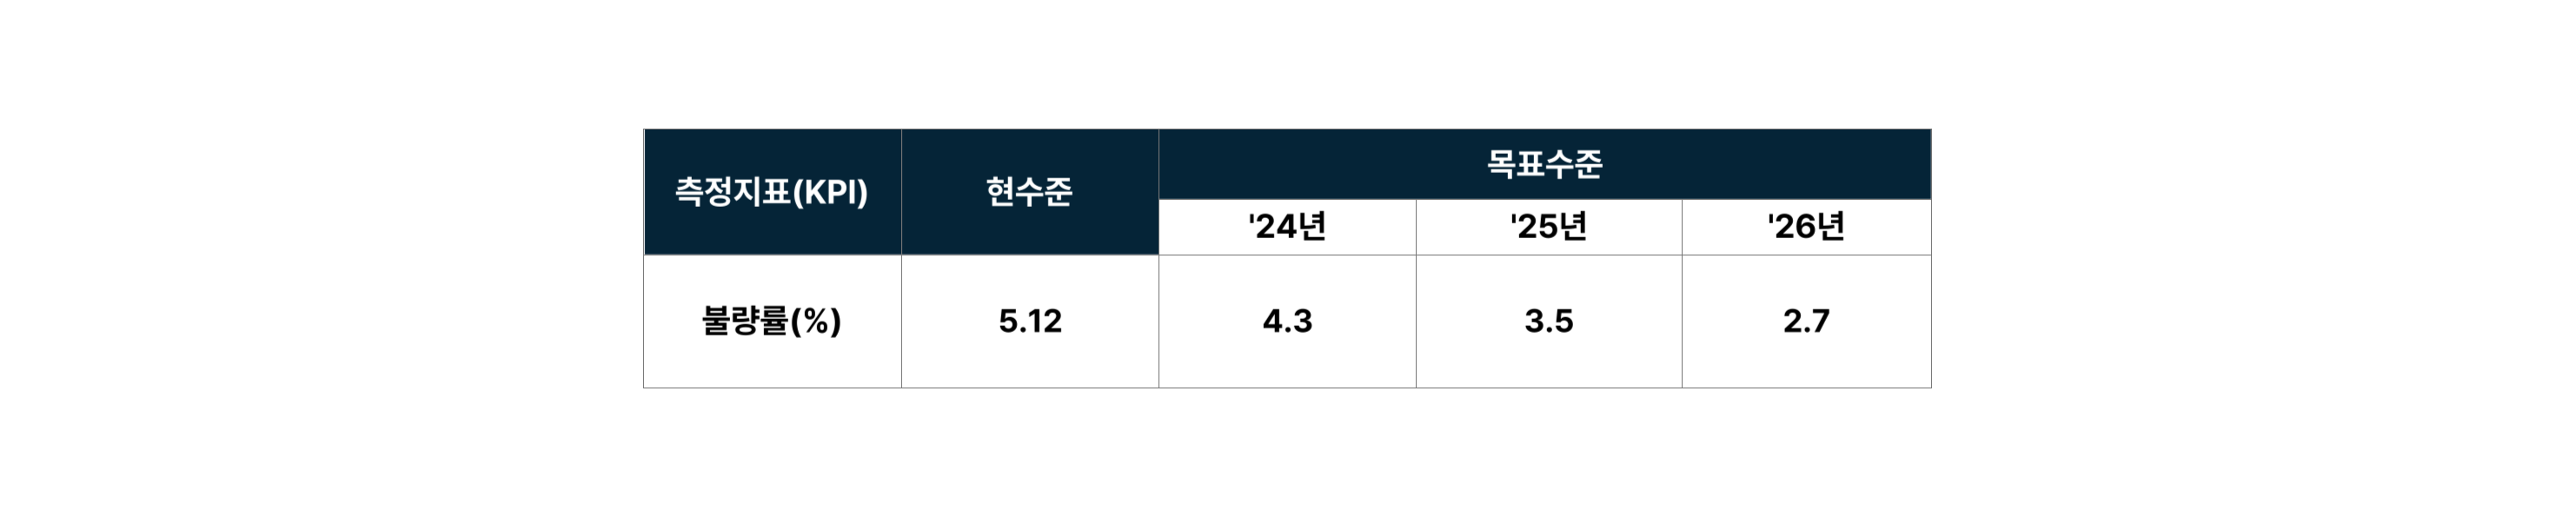 측정지표(KPI) 현수준 목표수준
'24년 '25년 '26년
불량률(%) 5.12 4.3 3.5 2.7